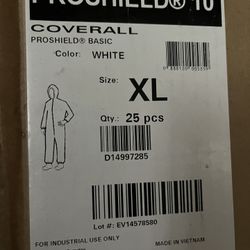 PROSHIELD® 10
COVERALL
PROSHIELD® BASIC
Color: WHITE
Size: XL
Qty.: 25 pcs
D14997285
Lot #: EV14578580
FOR INDUSTRIAL USE ONLY
MADE IN VIETNAM